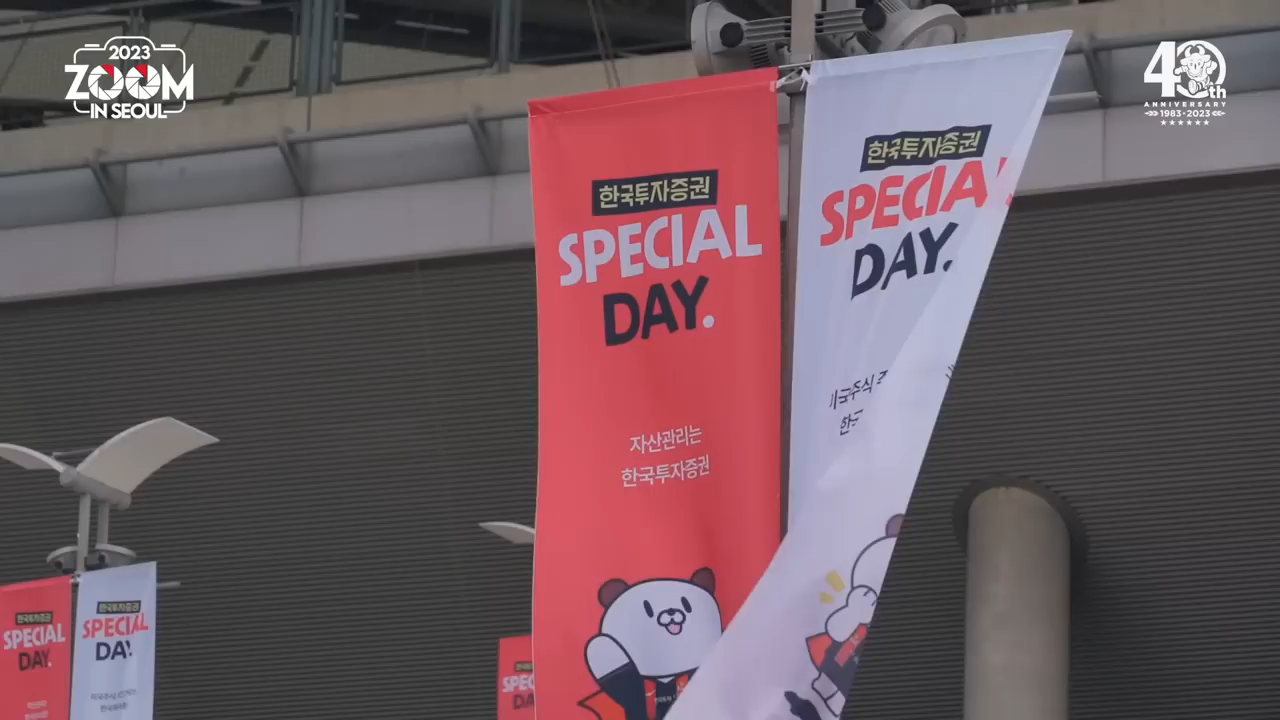 2023
ZOOM
IN SEOUL
40th
ANNIVERSARY
1983-2023
한국투자증권
SPECIAL
DAY.
자산관리는
한국투자증권
한국투자증권
SPECIAL
DAY.
한국투자증권
SPECIAL
DAY.
한국투자증권
SPECIAL
DAY.